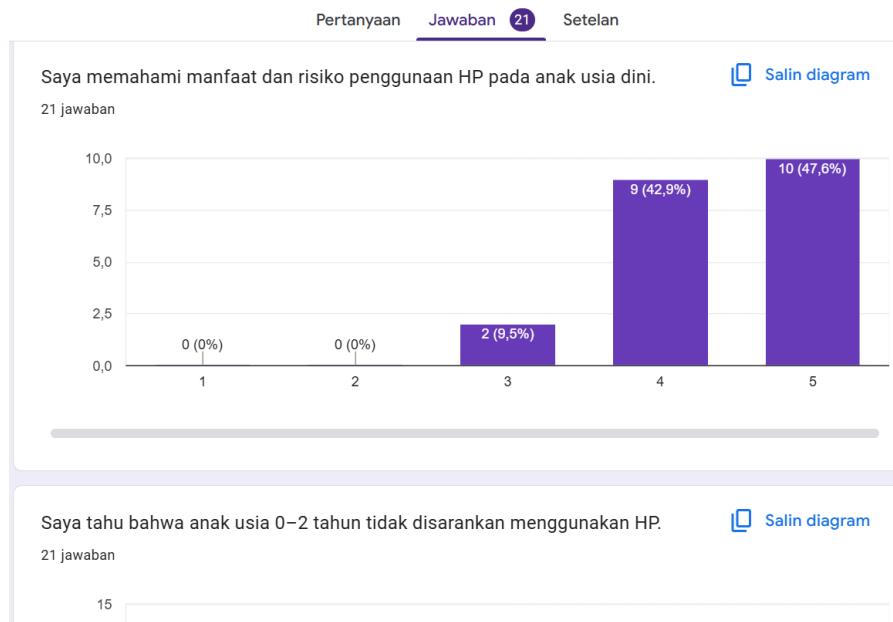 Pertanyaan Jawaban 21 Setelan
Saya memahami manfaat dan risiko penggunaan HP pada anak usia dini.
Salin diagram
21 jawaban
10,0
7,5
5,0
2,5
0,0
0 (0%)
0 (0%)
2 (9,5%)
9 (42,9%)
10 (47,6%)
1 2 3 4 5
Saya tahu bahwa anak usia 0–2 tahun tidak disarankan menggunakan HP.
Salin diagram
21 jawaban
15